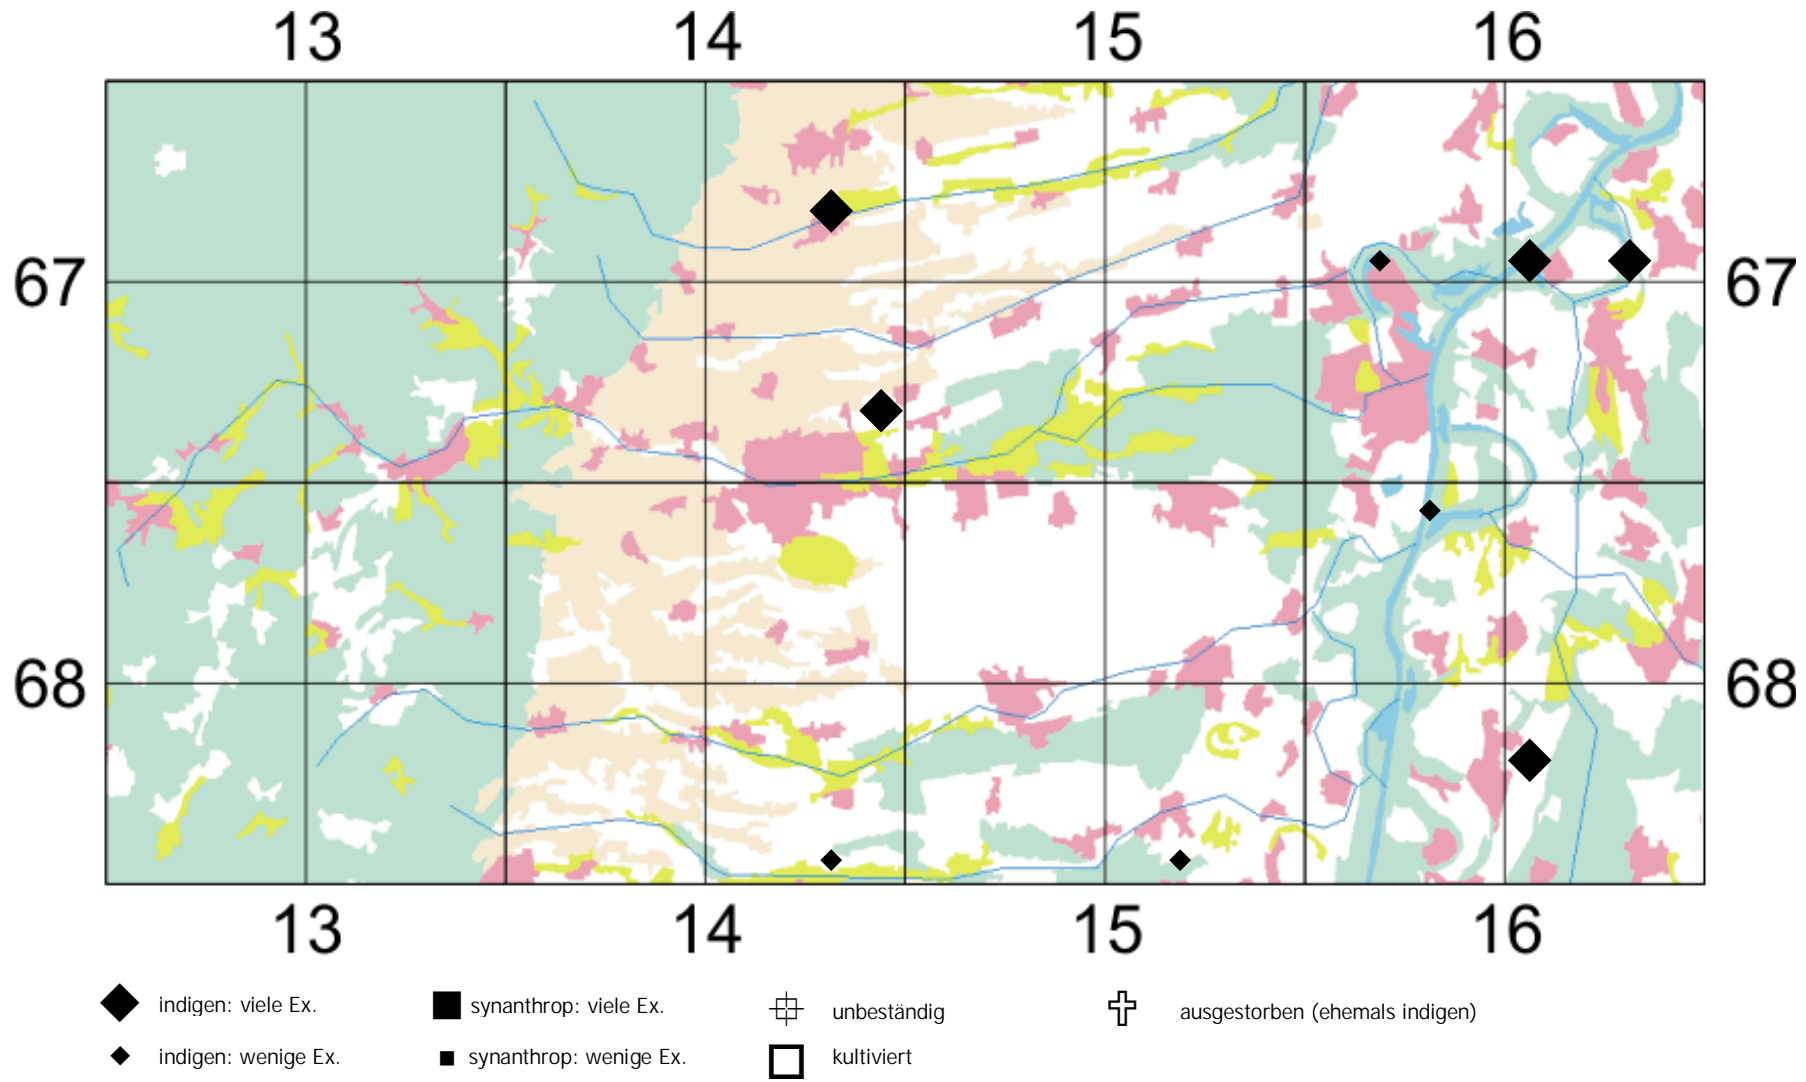 13 14 15 16
67 67
68 68
13 14 15 16
indigen: viele Ex. synanthrop: viele Ex. unbeständig ausgestorben (ehemals indigen)
indigen: wenige Ex. synanthrop: wenige Ex. kultiviert